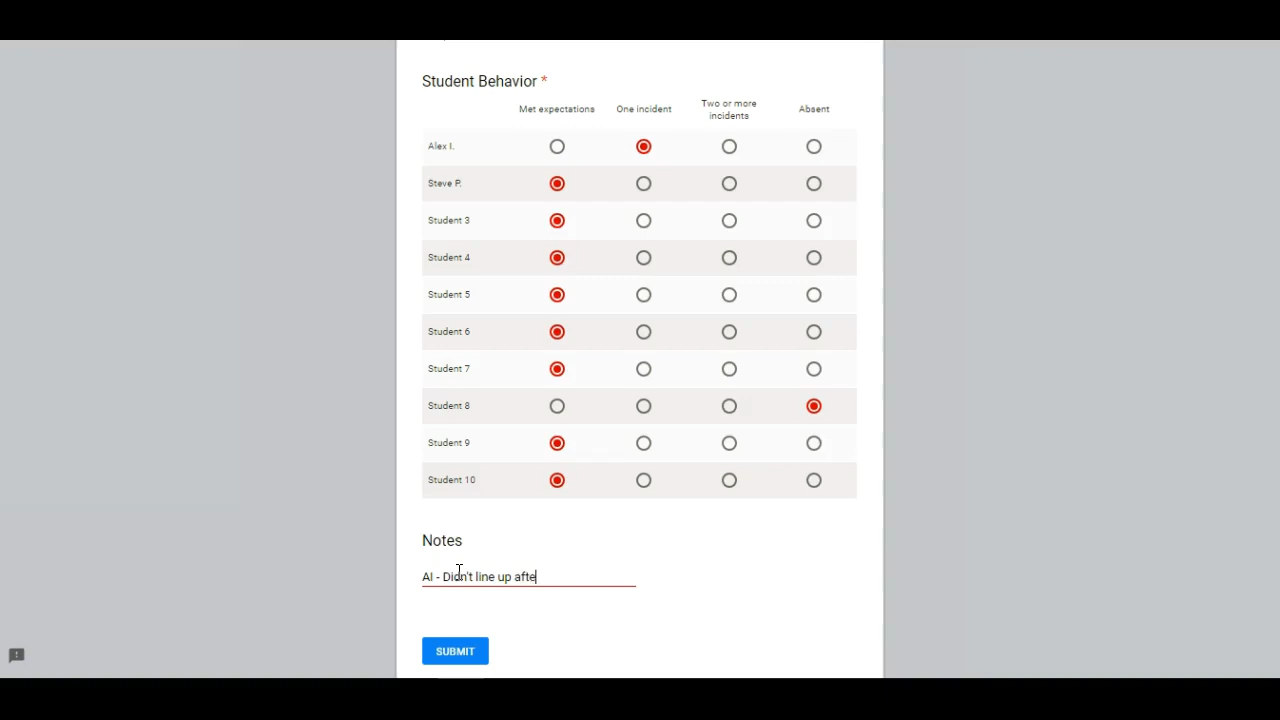 Student Behavior *
Met expectations One incident Two or more incidents Absent
Alex I.
Steve P.
Student 3
Student 4
Student 5
Student 6
Student 7
Student 8
Student 9
Student 10
Notes
AI - Didn't line up afte
SUBMIT